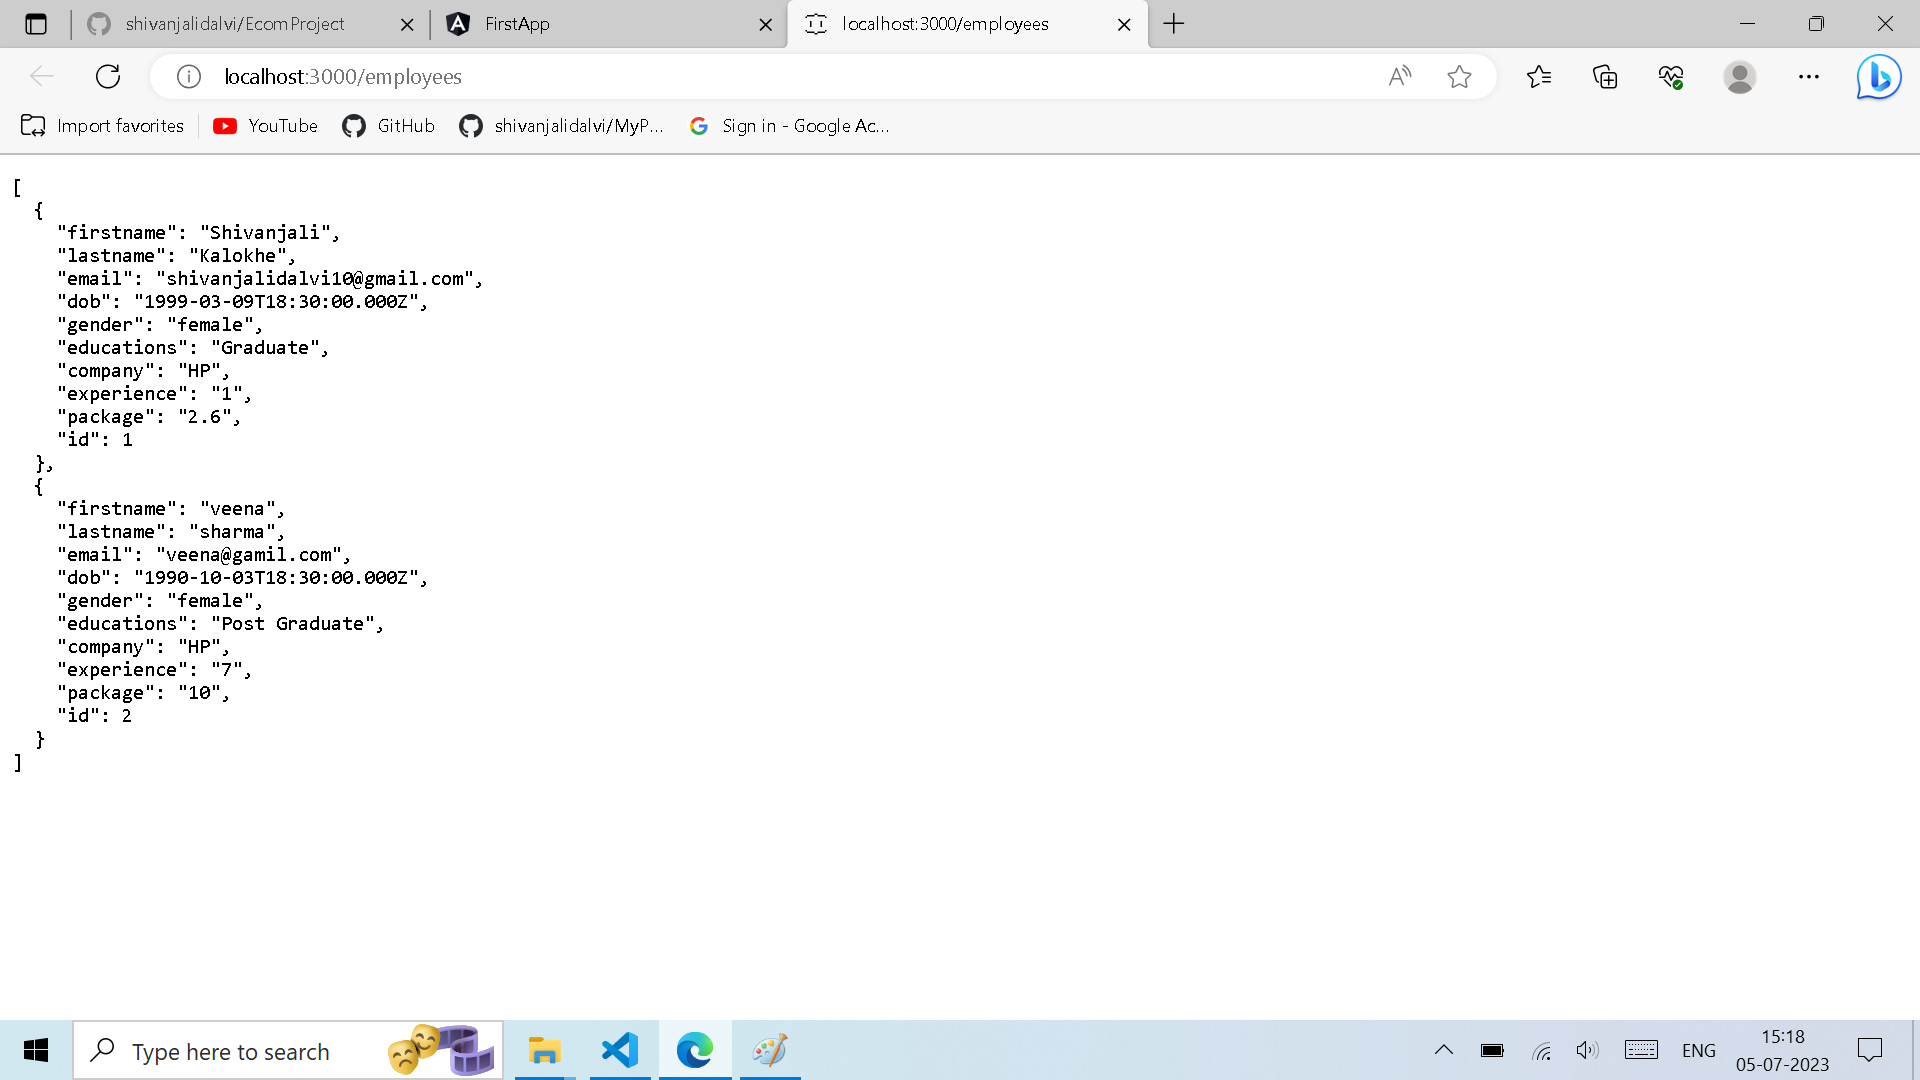 shivanjalidalvi/EcomProject
FirstApp
localhost:3000/employees
localhost:3000/employees
Import favorites
YouTube
GitHub
shivanjalidalvi/MyP...
Sign in - Google Ac...
[
{
"firstname": "Shivanjali",
"lastname": "Kalokhe",
"email": "shivanjalidalvi10@gmail.com",
"dob": "1999-03-09T18:30:00.000Z",
"gender": "female",
"educations": "Graduate",
"company": "HP",
"experience": "1",
"package": "2.6",
"id": 1
},
{
"firstname": "veena",
"lastname": "sharma",
"email": "veena@gamil.com",
"dob": "1990-10-03T18:30:00.000Z",
"gender": "female",
"educations": "Post Graduate",
"company": "HP",
"experience": "7",
"package": "10",
"id": 2
}
]
Type here to search
ENG
15:18
05-07-2023